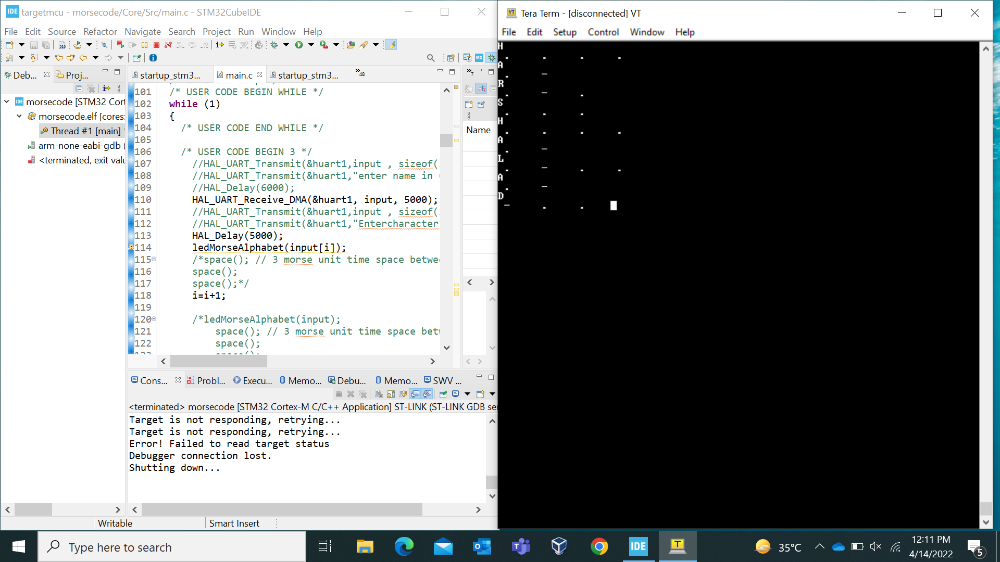 targetmcu - morsecode/Core/Src/main.c - STM32CubeIDE
File Edit Source Refactor Navigate Search Project Run Window Help
Deb... Proj...
morsecode [STM32 Cort
morsecode.elf [cores:
Thread #1 [main]
arm-none-eabi-gdb (
<terminated, exit valu
startup_stm3... main.c startup_stm3... »48
101 /* USER CODE BEGIN WHILE */
102 while (1)
103 {
104 /* USER CODE END WHILE */
105
106 /* USER CODE BEGIN 3 */
107 //HAL_UART_Transmit(&huart1,input , sizeof(
108 //HAL_UART_Transmit(&huart1,"enter name in
109 //HAL_Delay(6000);
110 HAL_UART_Receive_DMA(&huart1, input, 5000);
111 //HAL_UART_Transmit(&huart1,input , sizeof(
112 //HAL_UART_Transmit(&huart1,"Entercharacter
113 HAL_Delay(5000);
114 ledMorseAlphabet(input[i]);
115 /*space(); // 3 morse unit time space betwe
116 space();
117 space();*/
118 i=i+1;
119
120 /*ledMorseAlphabet(input);
121 space(); // 3 morse unit time space bet
122 space();
»7
Name
Cons... Probl... Execu... Memo... Debu... Memo... SWV ...
<terminated> morsecode [STM32 Cortex-M C/C++ Application] ST-LINK (ST-LINK GDB se
Target is not responding, retrying...
Target is not responding, retrying...
Error! Failed to read target status
Debugger connection lost.
Shutting down...
Writable Smart Insert
Tera Term - [disconnected] VT
File Edit Setup Control Window Help
H
. . . .
A
. -
R
. - .
S
. . .
H
. . . .
A
. -
L
. - . .
A
. -
D
- . .
Type here to search
35°C
12:11 PM
4/14/2022
5